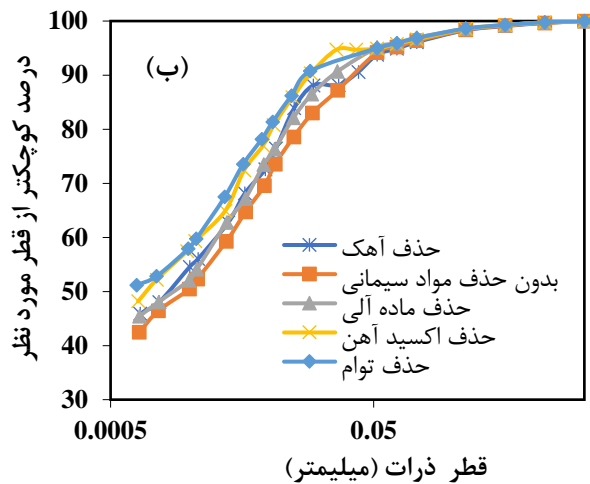 درصد کوچکتر از قطر مورد نظر
100
90
80
70
60
50
40
30
(ب)
حذف آهک
بدون حذف مواد سیمانی
حذف ماده آلی
حذف اکسید آهن
حذف توام
0.0005
0.05
قطر ذرات (میلیمتر)